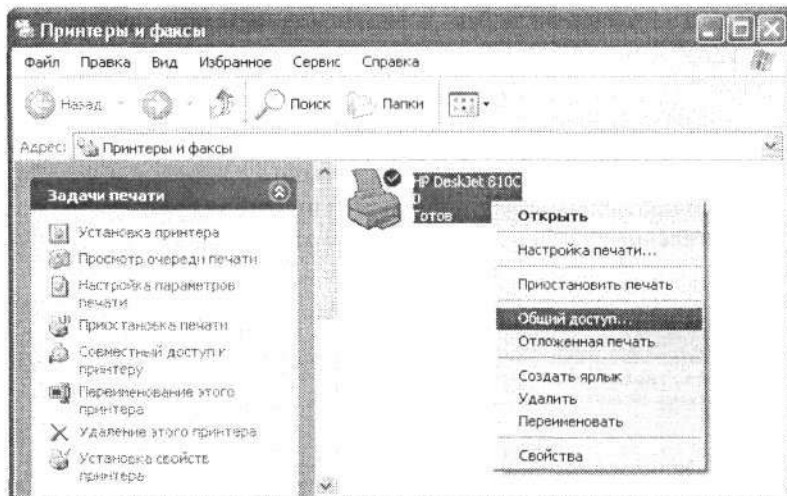 Принтеры и факсы
Файл Правка Вид Избранное Сервис Справка
Назад Поиск Папки
Адрес: Принтеры и факсы
Задачи печати
Установка принтера
Просмотр очереди печати
Настройка параметров
печати
Приостановка печати
Совместный доступ к
принтеру
Переименование этого
принтера
Удаление этого принтера
Установка свойств
принтера
HP DeskJet 810C
0
Готов
Открыть
Настройка печати...
Приостановить печать
Общий доступ...
Отложенная печать
Создать ярлык
Удалить
Переименовать
Свойства